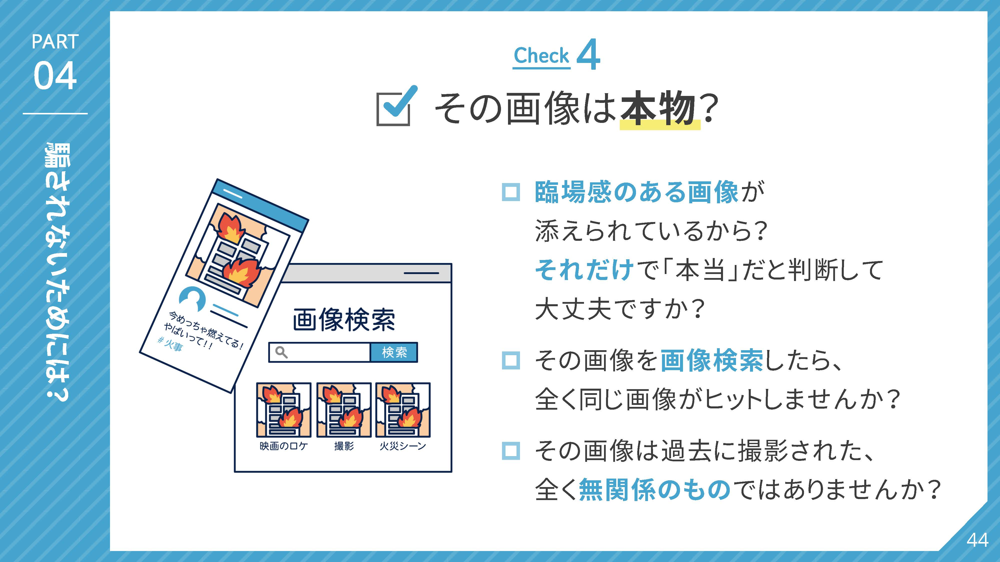 PART
04
騙されないためには?
Check 4
その画像は本物?
臨場感のある画像が
添えられているから?
それだけで「本当」だと判断して
大丈夫ですか?
その画像を画像検索したら、
全く同じ画像がヒットしませんか?
その画像は過去に撮影された、
全く無関係のものではありませんか?
今めっちゃ燃えてる!
やばいって!!
#火事
画像検索
検索
映画のロケ
撮影
火災シーン
44